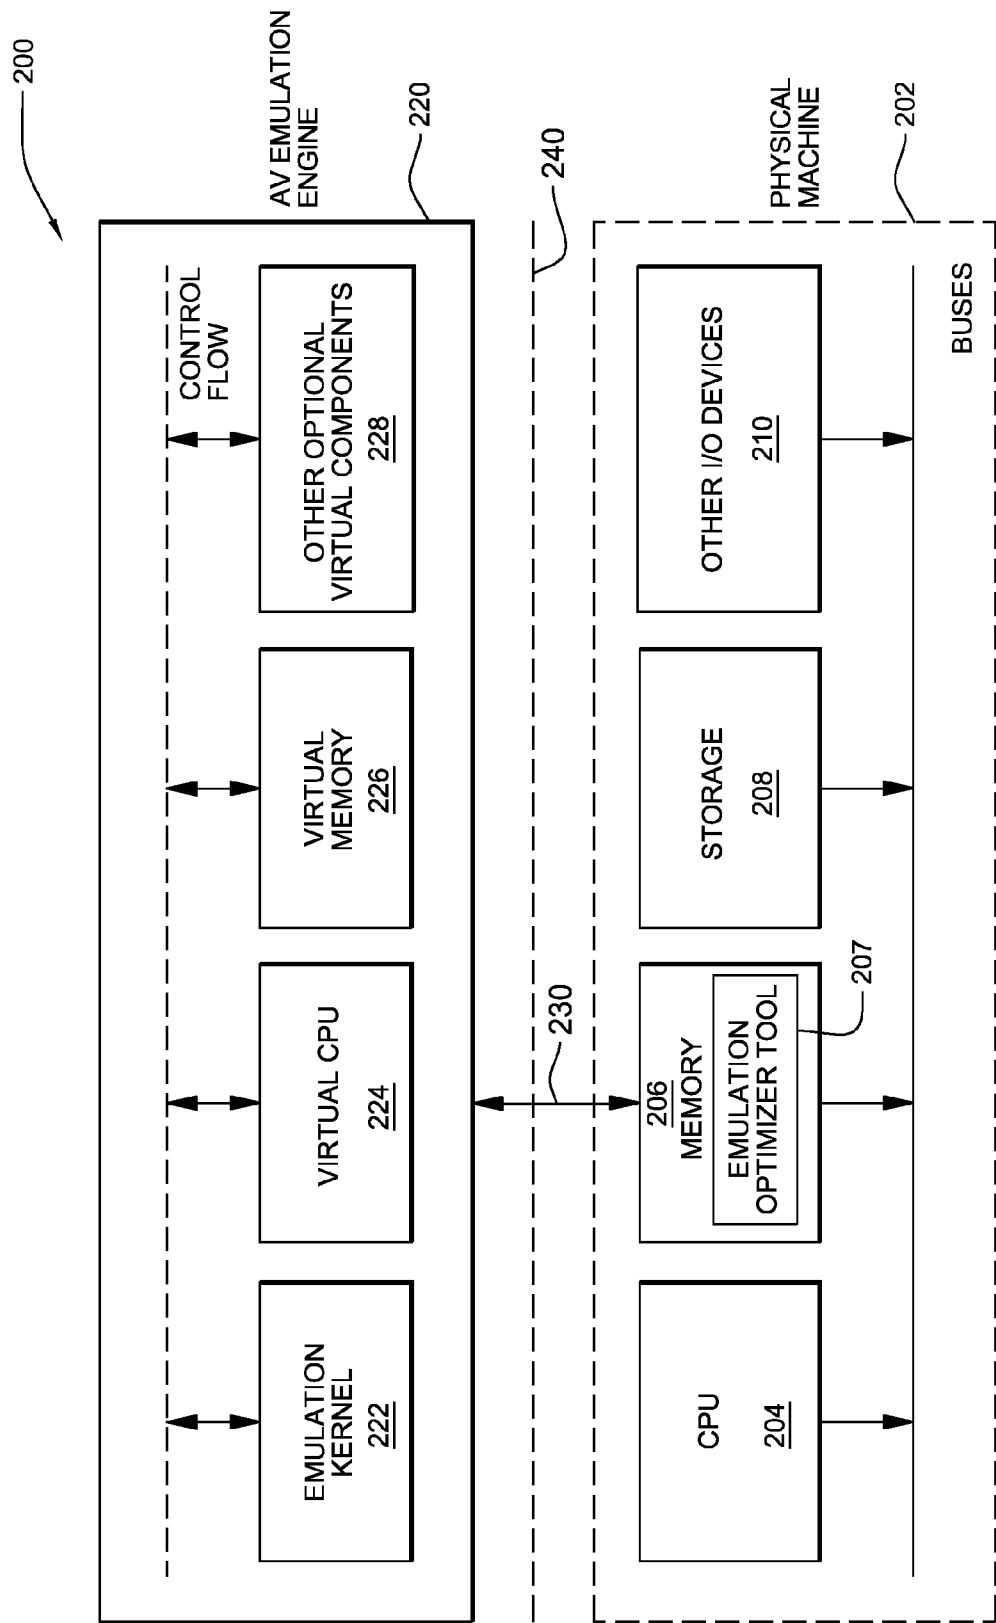 200
AV EMULATION
ENGINE
220
CONTROL
FLOW
EMULATION
KERNEL
222
VIRTUAL CPU
224
VIRTUAL
MEMORY
226
OTHER OPTIONAL
VIRTUAL COMPONENTS
228
230
240
PHYSICAL
MACHINE
202
CPU
204
206
MEMORY
EMULATION
OPTIMIZER TOOL
207
STORAGE
208
OTHER I/O DEVICES
210
BUSES